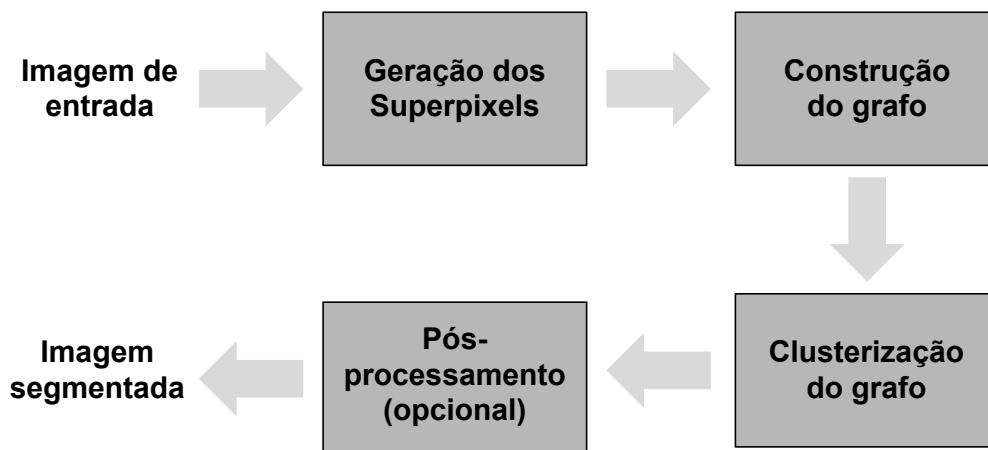 Imagem de
entrada
Geração dos
Superpixels
Construção
do grafo
Clusterização
do grafo
Pós-
processamento
(opcional)
Imagem
segmentada